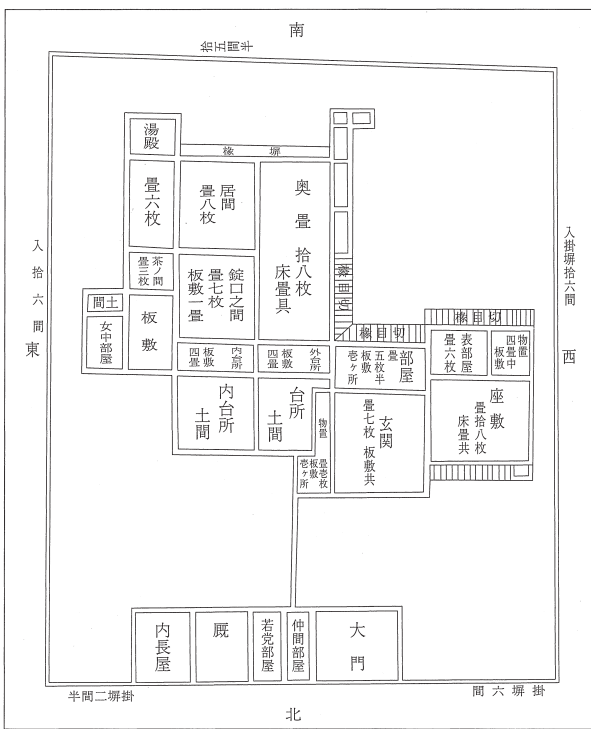 南
拾五間半
入拾六間
東
入掛塀拾六間
西
湯殿
縁
塀
畳六枚
居間
畳八枚
奥畳拾八枚
床畳具
茶ノ間
畳三枚
錠口之間
畳七枚
板敷一畳
切目椽
土間
女中部屋
板敷
内台所
板敷
四畳
外台所
板敷
四畳
切目椽
部屋
畳五枚半
板敷
壱ヶ所
切目椽
表部屋
畳六枚
物置
四畳中
板敷
内台所
土間
台所
土間
物置
畳壱枚
板敷
壱ヶ所
玄関
畳七枚 板敷共
座敷
畳拾八枚
床畳共
内長屋
厩
若党部屋
仲間部屋
大門
掛塀二間半
掛塀六間
北